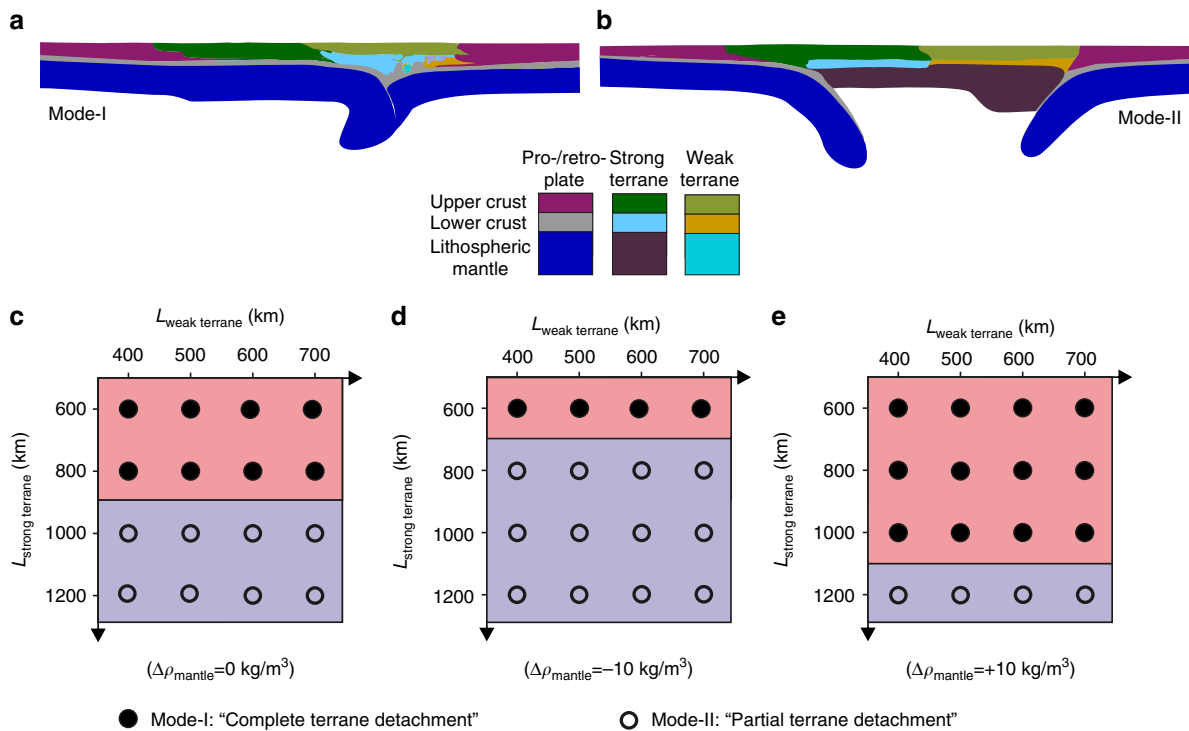 a
b
Mode-I
Mode-II
Pro-/retro-plate
Strong terrane
Weak terrane
Upper crust
Lower crust
Lithospheric mantle
c
L weak terrane (km)
400 500 600 700
L strong terrane (km)
600
800
1000
1200
(Δρmantle=0 kg/m³)
d
L weak terrane (km)
400 500 600 700
L strong terrane (km)
600
800
1000
1200
(Δρmantle=–10 kg/m³)
e
L weak terrane (km)
400 500 600 700
L strong terrane (km)
600
800
1000
1200
(Δρmantle=+10 kg/m³)
Mode-I: “Complete terrane detachment”
Mode-II: “Partial terrane detachment”